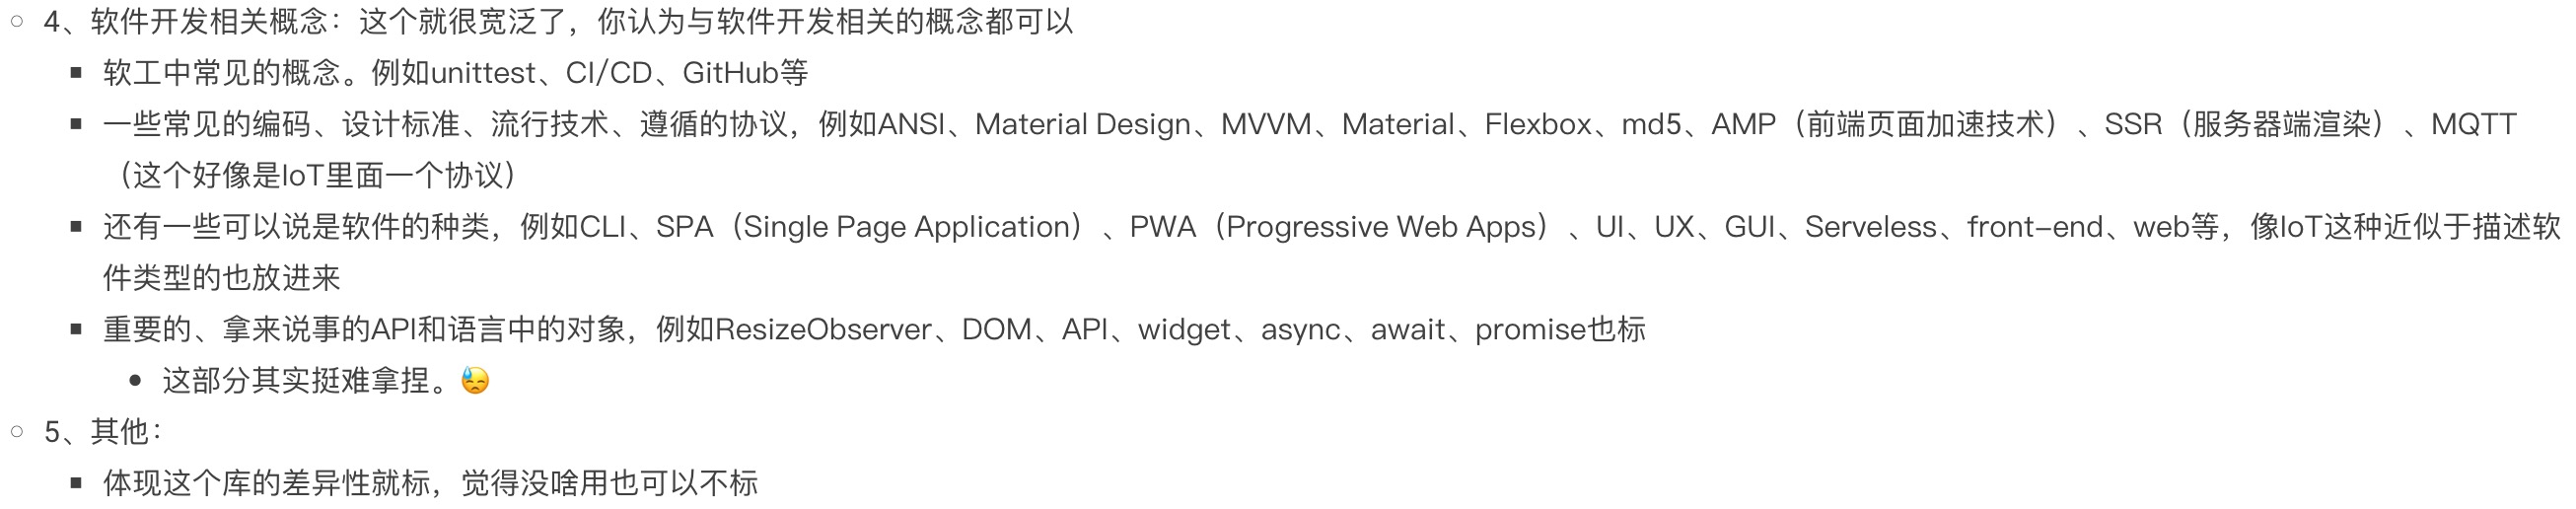 4、软件开发相关概念：这个就很宽泛了，你认为与软件开发相关的概念都可以
软工中常见的概念。例如unittest、CI/CD、GitHub等
一些常见的编码、设计标准、流行技术、遵循的协议，例如ANSI、Material Design、MVVM、Material、Flexbox、md5、AMP（前端页面加速技术）、SSR（服务器端渲染）、MQTT
（这个好像是IoT里面一个协议）
还有一些可以说是软件的种类，例如CLI、SPA（Single Page Application）、PWA（Progressive Web Apps）、UI、UX、GUI、Serveless、front-end、web等，像IoT这种近似于描述软
件类型的也放进来
重要的、拿来说事的API和语言中的对象，例如ResizeObserver、DOM、API、widget、async、await、promise也标
这部分其实挺难拿捏。😓
5、其他：
体现这个库的差异性就标，觉得没啥用也可以不标